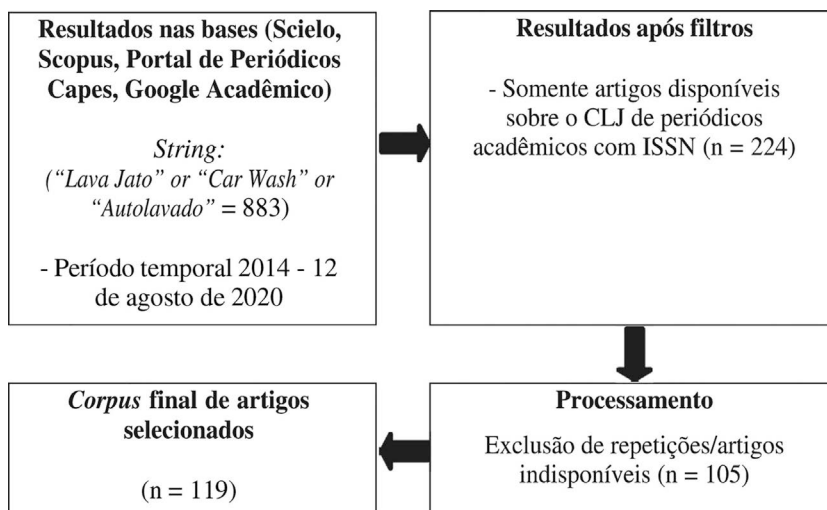 Resultados nas bases (Scielo,
Scopus, Portal de Periódicos
Capes, Google Acadêmico)
String:
(“Lava Jato” or “Car Wash” or
“Autolavado” = 883)
- Período temporal 2014 - 12
de agosto de 2020
Resultados após filtros
- Somente artigos disponíveis
sobre o CLJ de periódicos
acadêmicos com ISSN (n = 224)
Processamento
Exclusão de repetições/artigos
indisponíveis (n = 105)
Corpus final de artigos
selecionados
(n = 119)